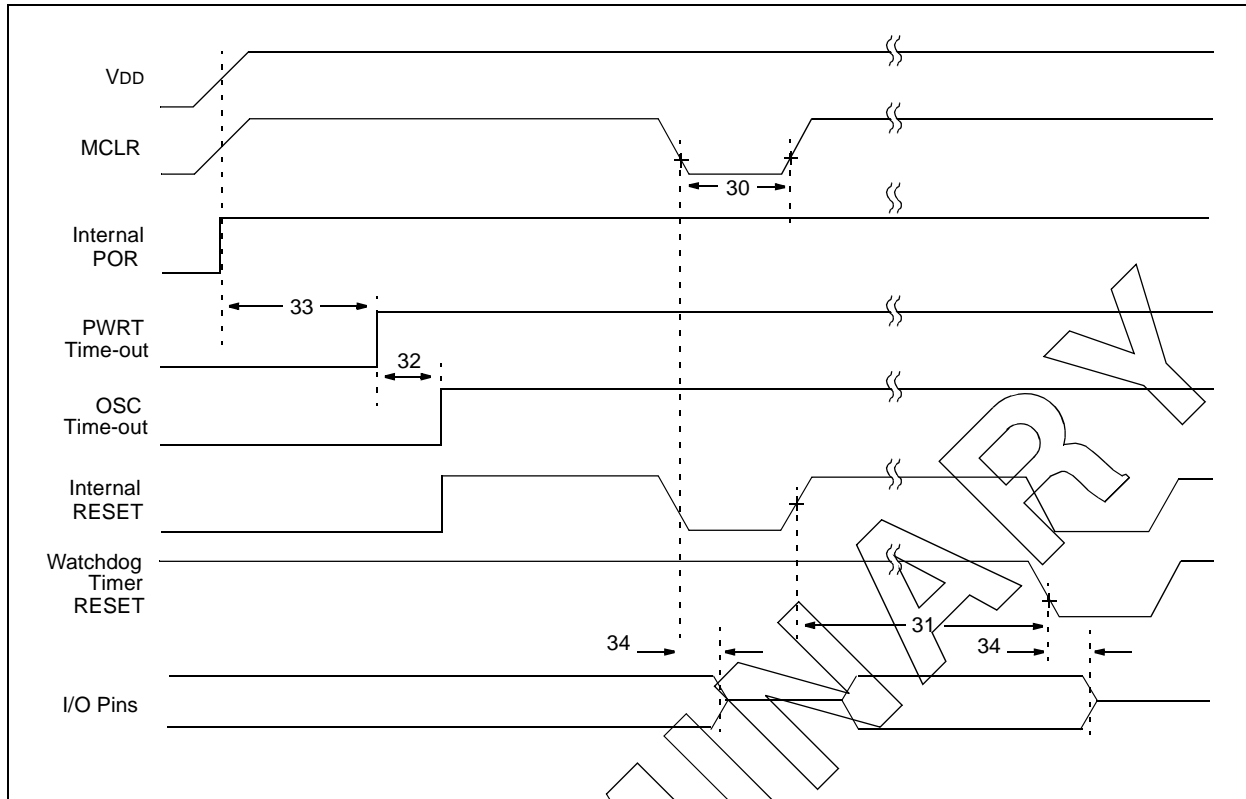 VDD
MCLR
30
Internal
POR
33
PWRT
Time-out
32
OSC
Time-out
Internal
RESET
Watchdog
Timer
RESET
31
34
34
I/O Pins
INARY